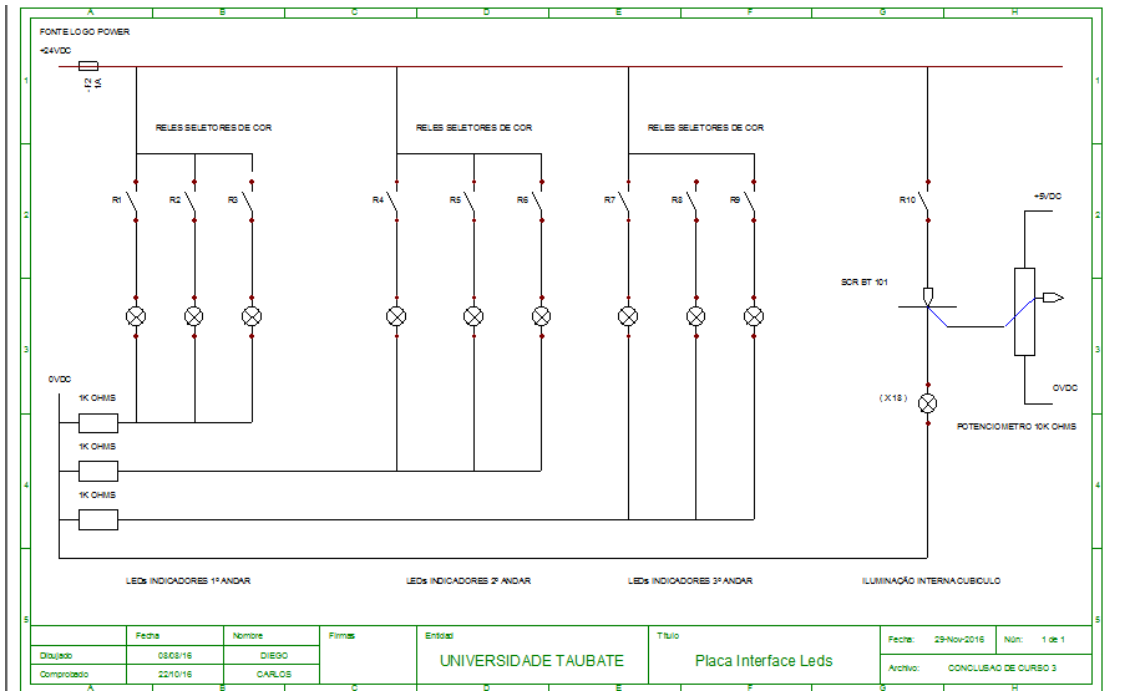 A B C D E F G H
FONTE LOGO POWER
+24VDC
-F2
1A
1
1
RELES SELETORES DE COR
RELES SELETORES DE COR
RELES SELETORES DE COR
R1
R2
R3
R4
R5
R6
R7
R8
R9
R10
+5VDC
2
2
SCR BT 101
3
3
0VDC
0VDC
1K OHMS
(X18)
POTENCIOMETRO 10K OHMS
1K OHMS
4
4
1K OHMS
LEDs INDICADORES 1º ANDAR
LEDs INDICADORES 2º ANDAR
LEDs INDICADORES 3º ANDAR
ILUMINAÇÃO INTERNA CUBICULO
5
5
Fecha
Nombre
Firmas
Entidad
Título
Fecha: 29-Nov-2016
Núm: 1 de 1
Dibujado
08/08/16
DIEGO
UNIVERSIDADE TAUBATE
Placa Interface Leds
Archivo: CONCLUSAO DE CURSO 3
Comprobado
22/10/16
CARLOS
A B C D E F G H